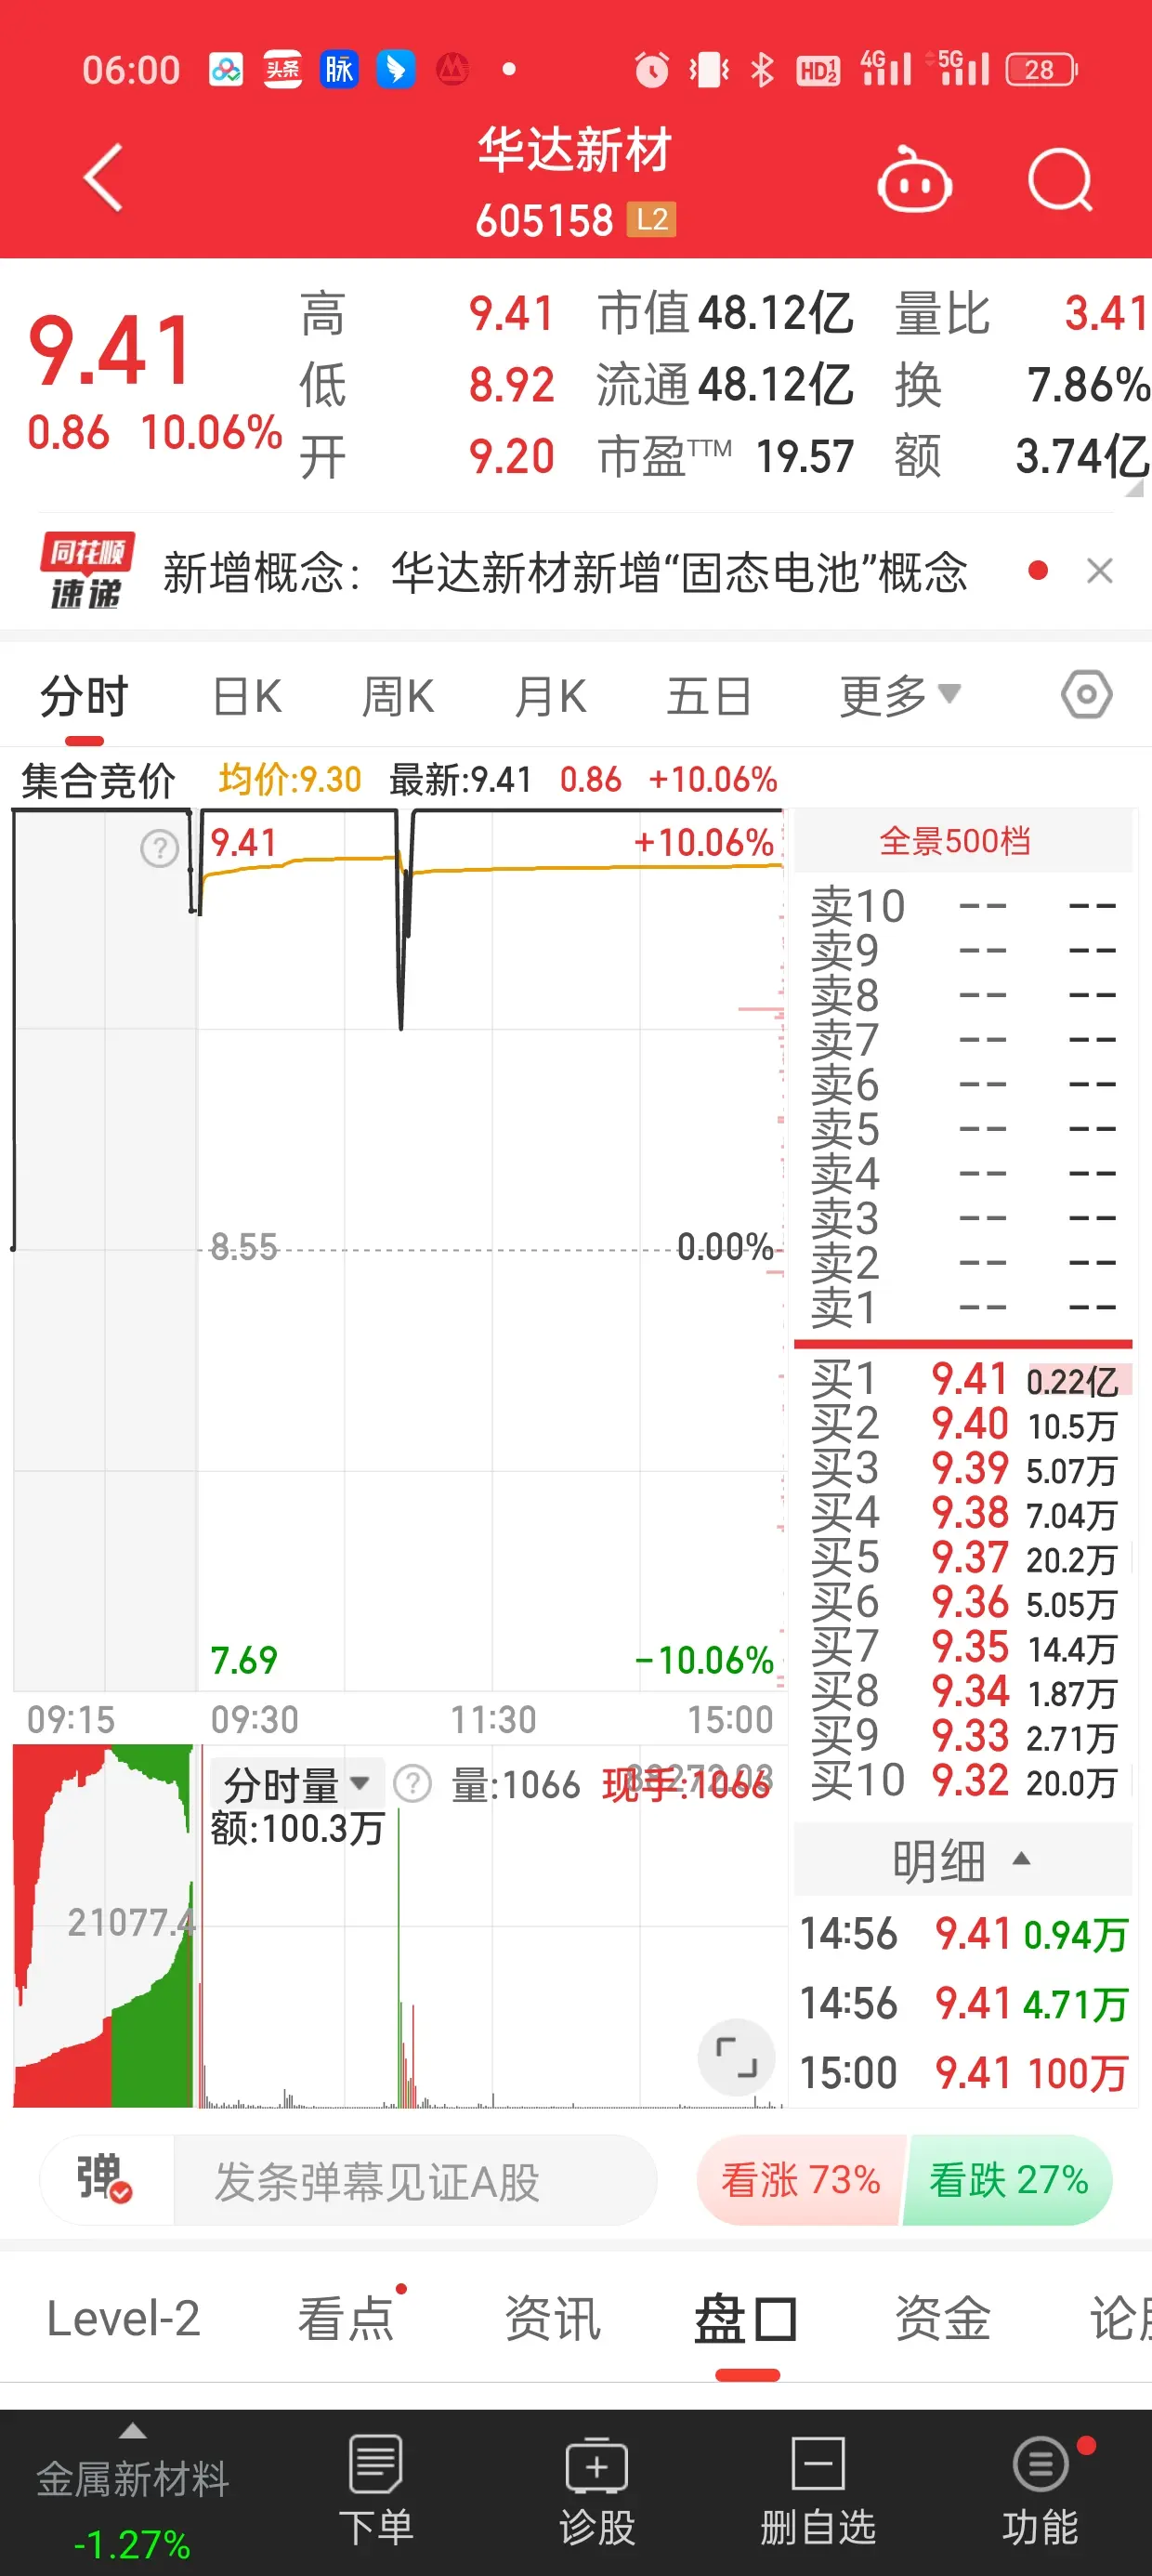 06:00 头条 脉 HD 1 2 4G 5G 28
华达新材
605158 L2
9.41
0.86 10.06%
高 9.41 市值 48.12亿 量比 3.41
低 8.92 流通 48.12亿 换 7.86%
开 9.20 市盈TTM 19.57 额 3.74亿
同花顺
速递
新增概念：华达新材新增“固态电池”概念
分时 日K 周K 月K 五日 更多
集合竞价 均价:9.30 最新:9.41 0.86 +10.06%
? 9.41 +10.06%
8.55 0.00%
7.69 -10.06%
09:15 09:30 11:30 15:00
分时量 ? 量:1066 现手:1066
额:100.3万
21077.4
全景500档
卖10 -- --
卖9 -- --
卖8 -- --
卖7 -- --
卖6 -- --
卖5 -- --
卖4 -- --
卖3 -- --
卖2 -- --
卖1 -- --
买1 9.41 0.22亿
买2 9.40 10.5万
买3 9.39 5.07万
买4 9.38 7.04万
买5 9.37 20.2万
买6 9.36 5.05万
买7 9.35 14.4万
买8 9.34 1.87万
买9 9.33 2.71万
买10 9.32 20.0万
明细
14:56 9.41 0.94万
14:56 9.41 4.71万
15:00 9.41 100万
弹 发条弹幕见证A股 看涨 73% 看跌 27%
Level-2 看点 资讯 盘口 资金 论
金属新材料
-1.27%
下单 诊股 删自选 功能